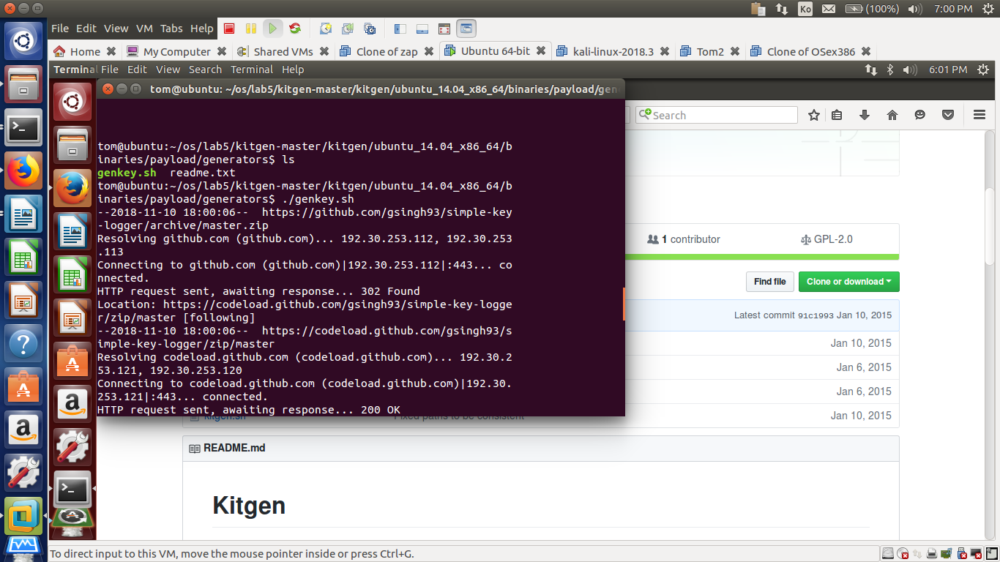 Ko
(100%)
7:00 PM
File Edit View VM Tabs Help
Home
My Computer
Shared VMs
Clone of zap
Ubuntu 64-bit
kali-linux-2018.3
Tom2
Clone of OSex386
Terminal File Edit View Search Terminal Help
6:01 PM
tom@ubuntu: ~/os/lab5/kitgen-master/kitgen/ubuntu_14.04_x86_64/binaries/payload/gen
Search
tom@ubuntu:~/os/lab5/kitgen-master/kitgen/ubuntu_14.04_x86_64/b
inaries/payload/generators$ ls
genkey.sh readme.txt
tom@ubuntu:~/os/lab5/kitgen-master/kitgen/ubuntu_14.04_x86_64/b
inaries/payload/generators$ ./genkey.sh
--2018-11-10 18:00:06-- https://github.com/gsingh93/simple-key
-logger/archive/master.zip
Resolving github.com (github.com)... 192.30.253.112, 192.30.253
.113
Connecting to github.com (github.com)|192.30.253.112|:443... co
nnected.
HTTP request sent, awaiting response... 302 Found
Location: https://codeload.github.com/gsingh93/simple-key-logge
r/zip/master [following]
--2018-11-10 18:00:06-- https://codeload.github.com/gsingh93/s
imple-key-logger/zip/master
Resolving codeload.github.com (codeload.github.com)... 192.30.2
53.121, 192.30.253.120
Connecting to codeload.github.com (codeload.github.com)|192.30.
253.121|:443... connected.
HTTP request sent, awaiting response... 200 OK
1 contributor
GPL-2.0
Find file
Clone or download
Latest commit 91c1993 Jan 10, 2015
Jan 10, 2015
Jan 6, 2015
Jan 6, 2015
kitgen.sh Fixed paths to be consistent Jan 10, 2015
README.md
Kitgen
To direct input to this VM, move the mouse pointer inside or press Ctrl+G.